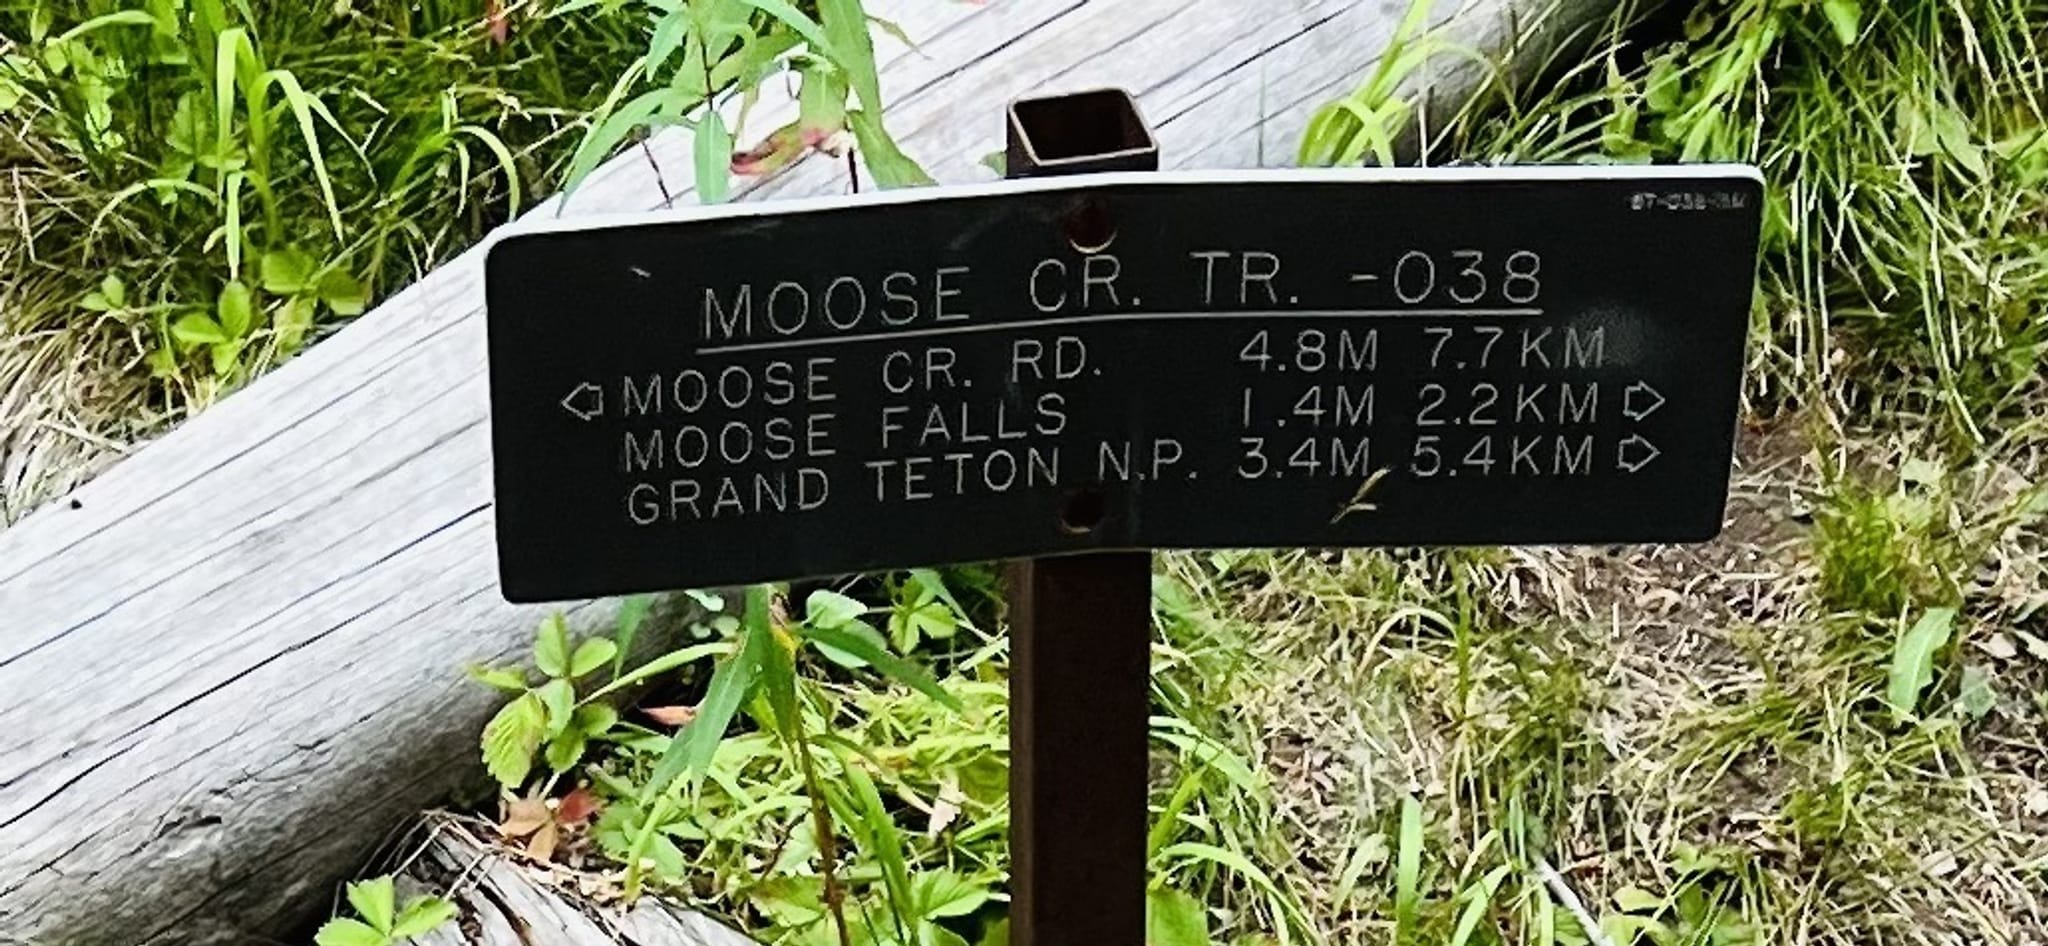 MOOSE CR. TR. -038
MOOSE CR. RD. 4.8M 7.7KM
MOOSE FALLS 1.4M 2.2KM
GRAND TETON N.P. 3.4M 5.4KM